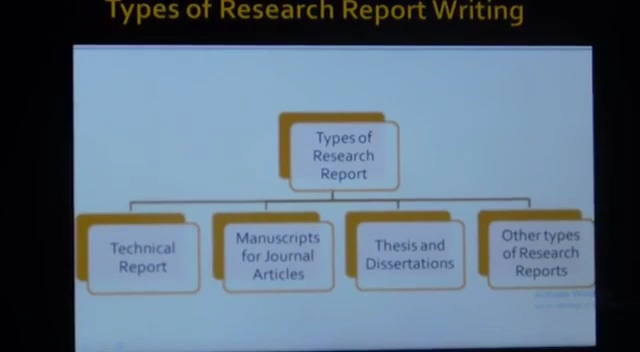 Types of Research Report Writing
Types of
Research
Report
Technical
Report
Manuscripts
for Journal
Articles
Thesis and
Dissertations
Other types
of Research
Reports